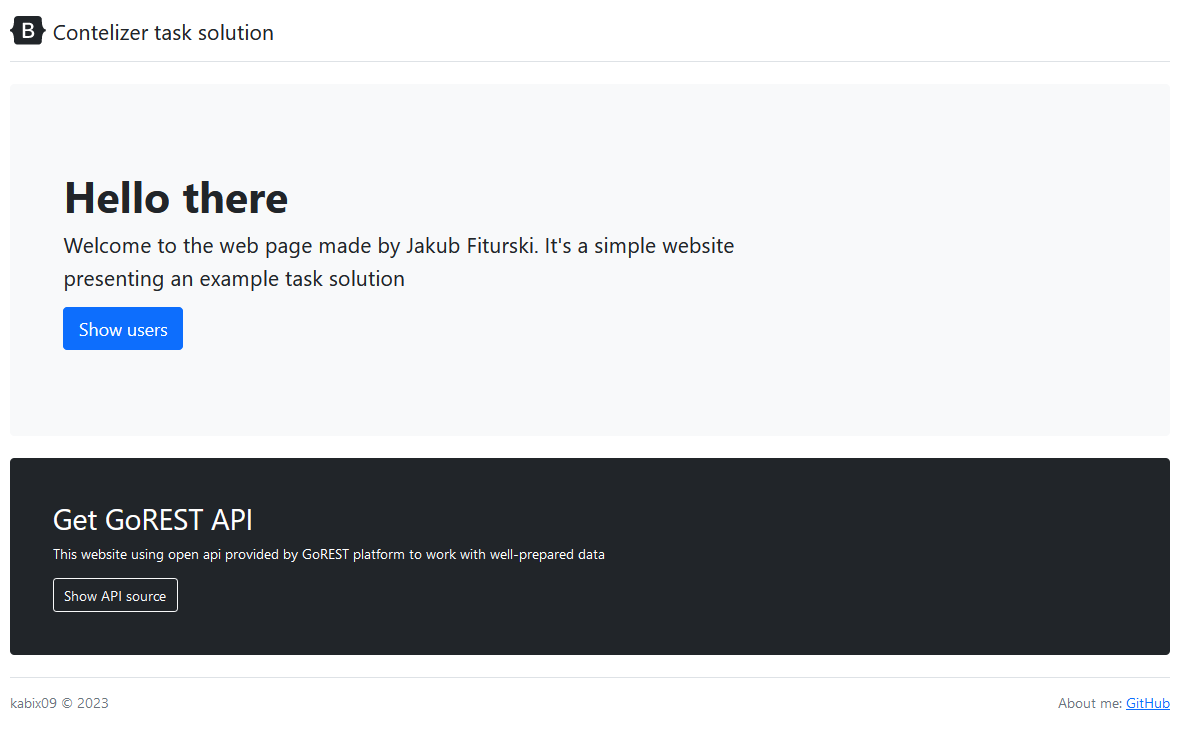 B Contelizer task solution
Hello there
Welcome to the web page made by Jakub Fiturski. It's a simple website
presenting an example task solution
Show users
Get GoREST API
This website using open api provided by GoREST platform to work with well-prepared data
Show API source
kabix09 © 2023
About me: GitHub